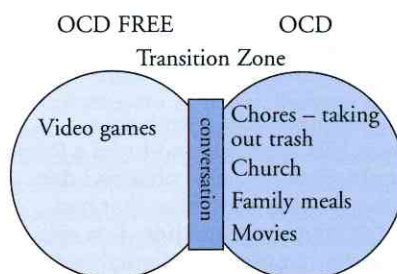 OCD FREE
OCD
Transition Zone
Video games
conversation
Chores – taking
out trash
Church
Family meals
Movies